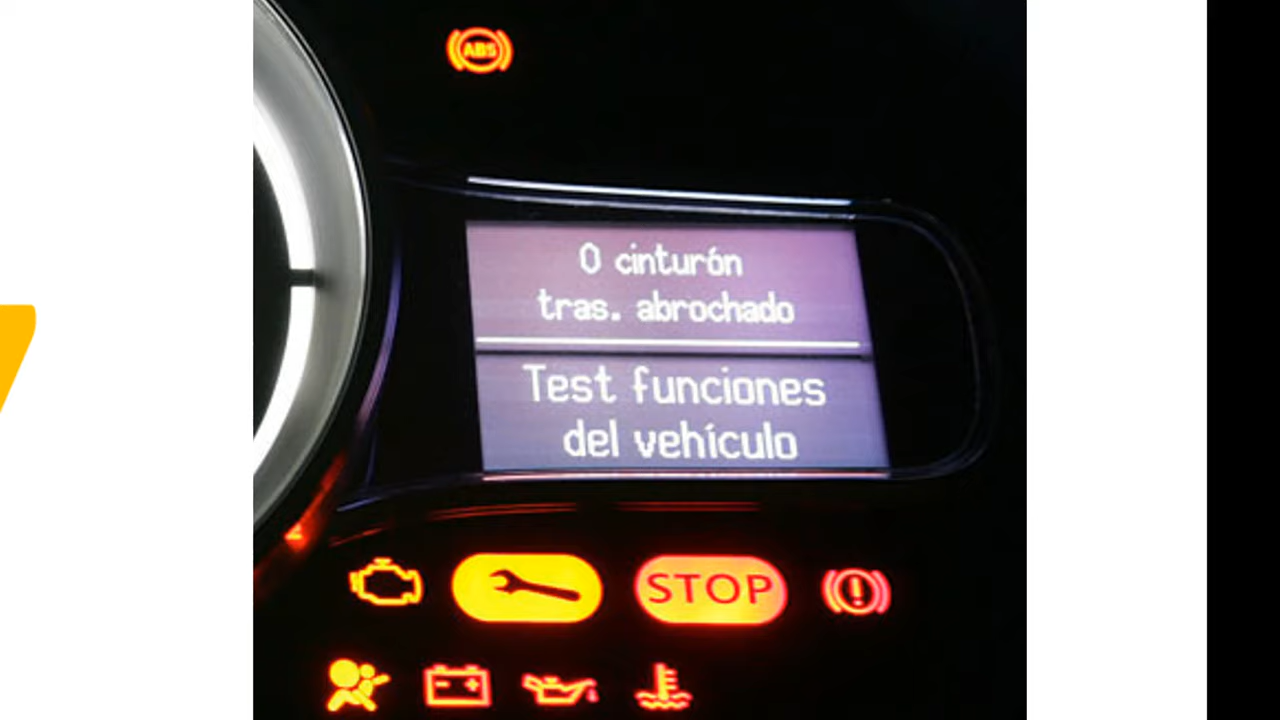 ABS
0 cinturón
tras. abrochado
Test funciones
del vehículo
STOP